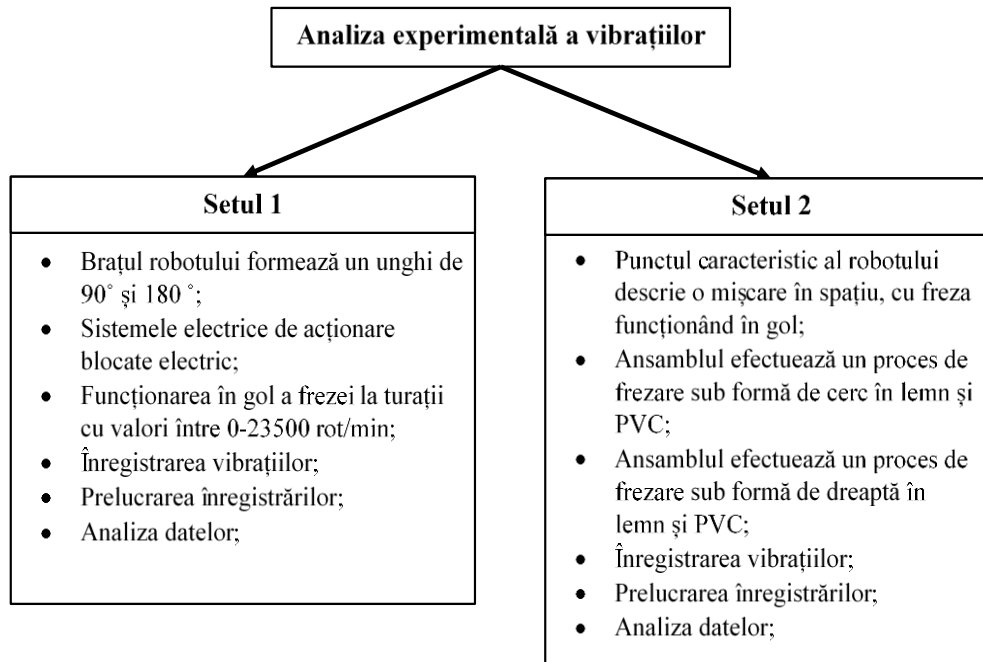 Analiza experimentală a vibrațiilor
Setul 1
• Brațul robotului formează un unghi de
90˚ și 180 ˚;
• Sistemele electrice de acționare
blocate electric;
• Funcționarea în gol a frezei la turații
cu valori între 0-23500 rot/min;
• Înregistrarea vibrațiilor;
• Prelucrarea înregistrărilor;
• Analiza datelor;
Setul 2
• Punctul caracteristic al robotului
descrie o mișcare în spațiu, cu freza
funcționând în gol;
• Ansamblul efectuează un proces de
frezare sub formă de cerc în lemn și
PVC;
• Ansamblul efectuează un proces de
frezare sub formă de dreaptă în
lemn și PVC;
• Înregistrarea vibrațiilor;
• Prelucrarea înregistrărilor;
• Analiza datelor;